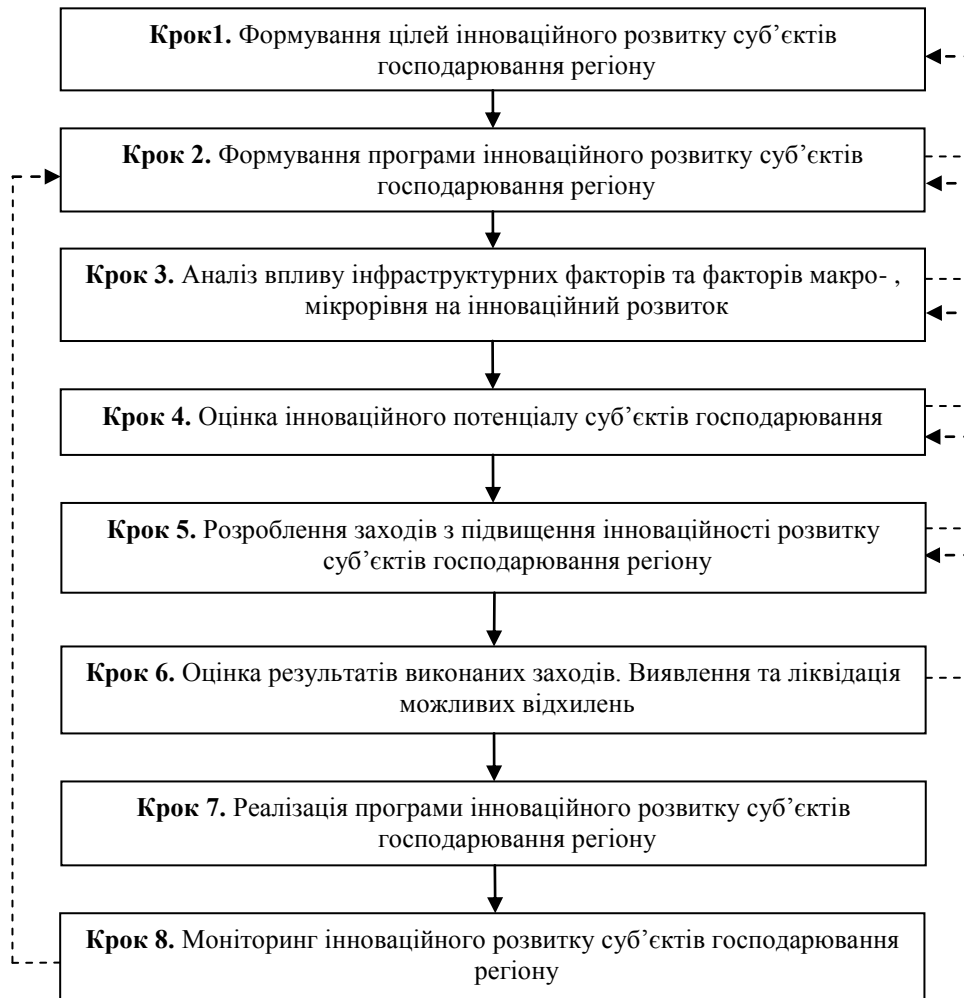 Крок1. Формування цілей інноваційного розвитку суб’єктів
господарювання регіону
Крок 2. Формування програми інноваційного розвитку суб’єктів
господарювання регіону
Крок 3. Аналіз впливу інфраструктурних факторів та факторів макро- ,
мікрорівня на інноваційний розвиток
Крок 4. Оцінка інноваційного потенціалу суб’єктів господарювання
Крок 5. Розроблення заходів з підвищення інноваційності розвитку
суб’єктів господарювання регіону
Крок 6. Оцінка результатів виконаних заходів. Виявлення та ліквідація
можливих відхилень
Крок 7. Реалізація програми інноваційного розвитку суб’єктів
господарювання регіону
Крок 8. Моніторинг інноваційного розвитку суб’єктів господарювання
регіону